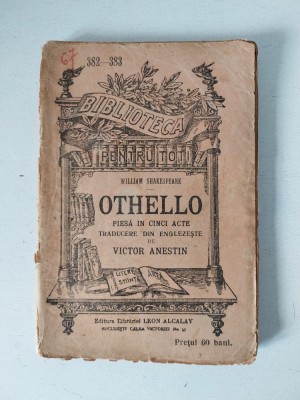 67
382—383
BIBLIOTECA
PENTRU TOȚI
WILLIAM SHAKESPEARE
OTHELLO
PIESĂ IN CINCI ACTE
TRADUCERE DIN ENGLEZEȘTE
DE
VICTOR ANESTIN
LITERE
ȘTIINȚĂ
ARTĂ
Editura Librăriei LEON ALCALAY
BUCUREȘTI CALEA VICTORIEI
Prețul 60 bani.